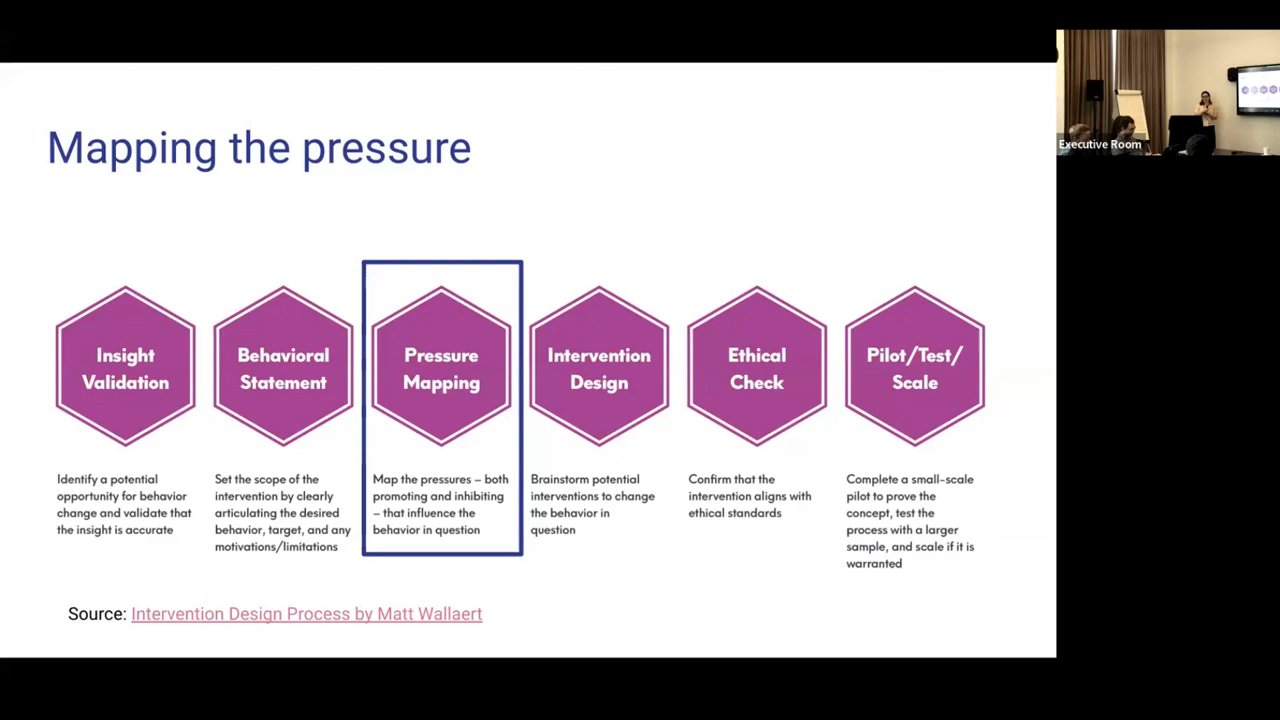 Mapping the pressure
Insight
Validation
Behavioral
Statement
Pressure
Mapping
Intervention
Design
Ethical
Check
Pilot/Test/
Scale
Identify a potential
opportunity for behavior
change and validate that
the insight is accurate
Set the scope of the
intervention by clearly
articulating the desired
behavior, target, and any
motivations/limitations
Map the pressures – both
promoting and inhibiting
– that influence the
behavior in question
Brainstorm potential
interventions to change
the behavior in
question
Confirm that the
intervention aligns with
ethical standards
Complete a small-scale
pilot to prove the
concept, test the
process with a larger
sample, and scale if it is
warranted
Source: Intervention Design Process by Matt Wallaert
Executive Room